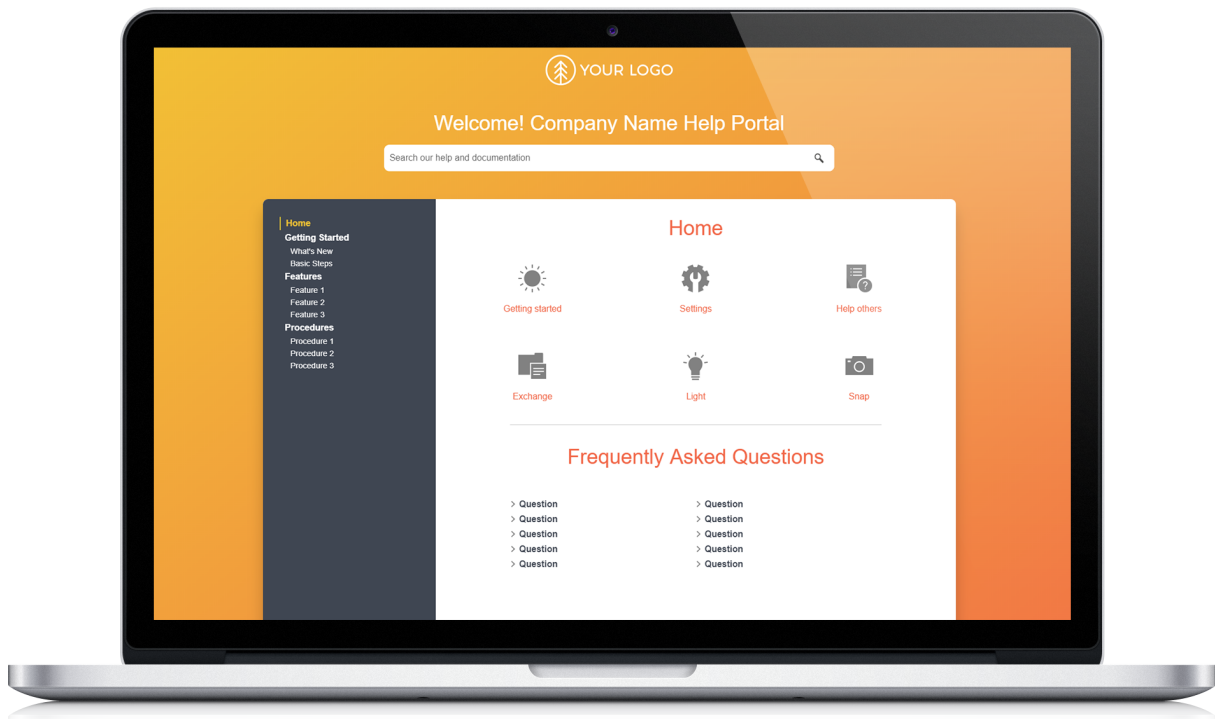 YOUR LOGO
Welcome! Company Name Help Portal
Search our help and documentation
Home
Getting Started
What's New
Basic Steps
Features
Feature 1
Feature 2
Feature 3
Procedures
Procedure 1
Procedure 2
Procedure 3
Home
Getting started
Settings
Help others
Exchange
Light
Snap
Frequently Asked Questions
> Question
> Question
> Question
> Question
> Question
> Question
> Question
> Question
> Question
> Question